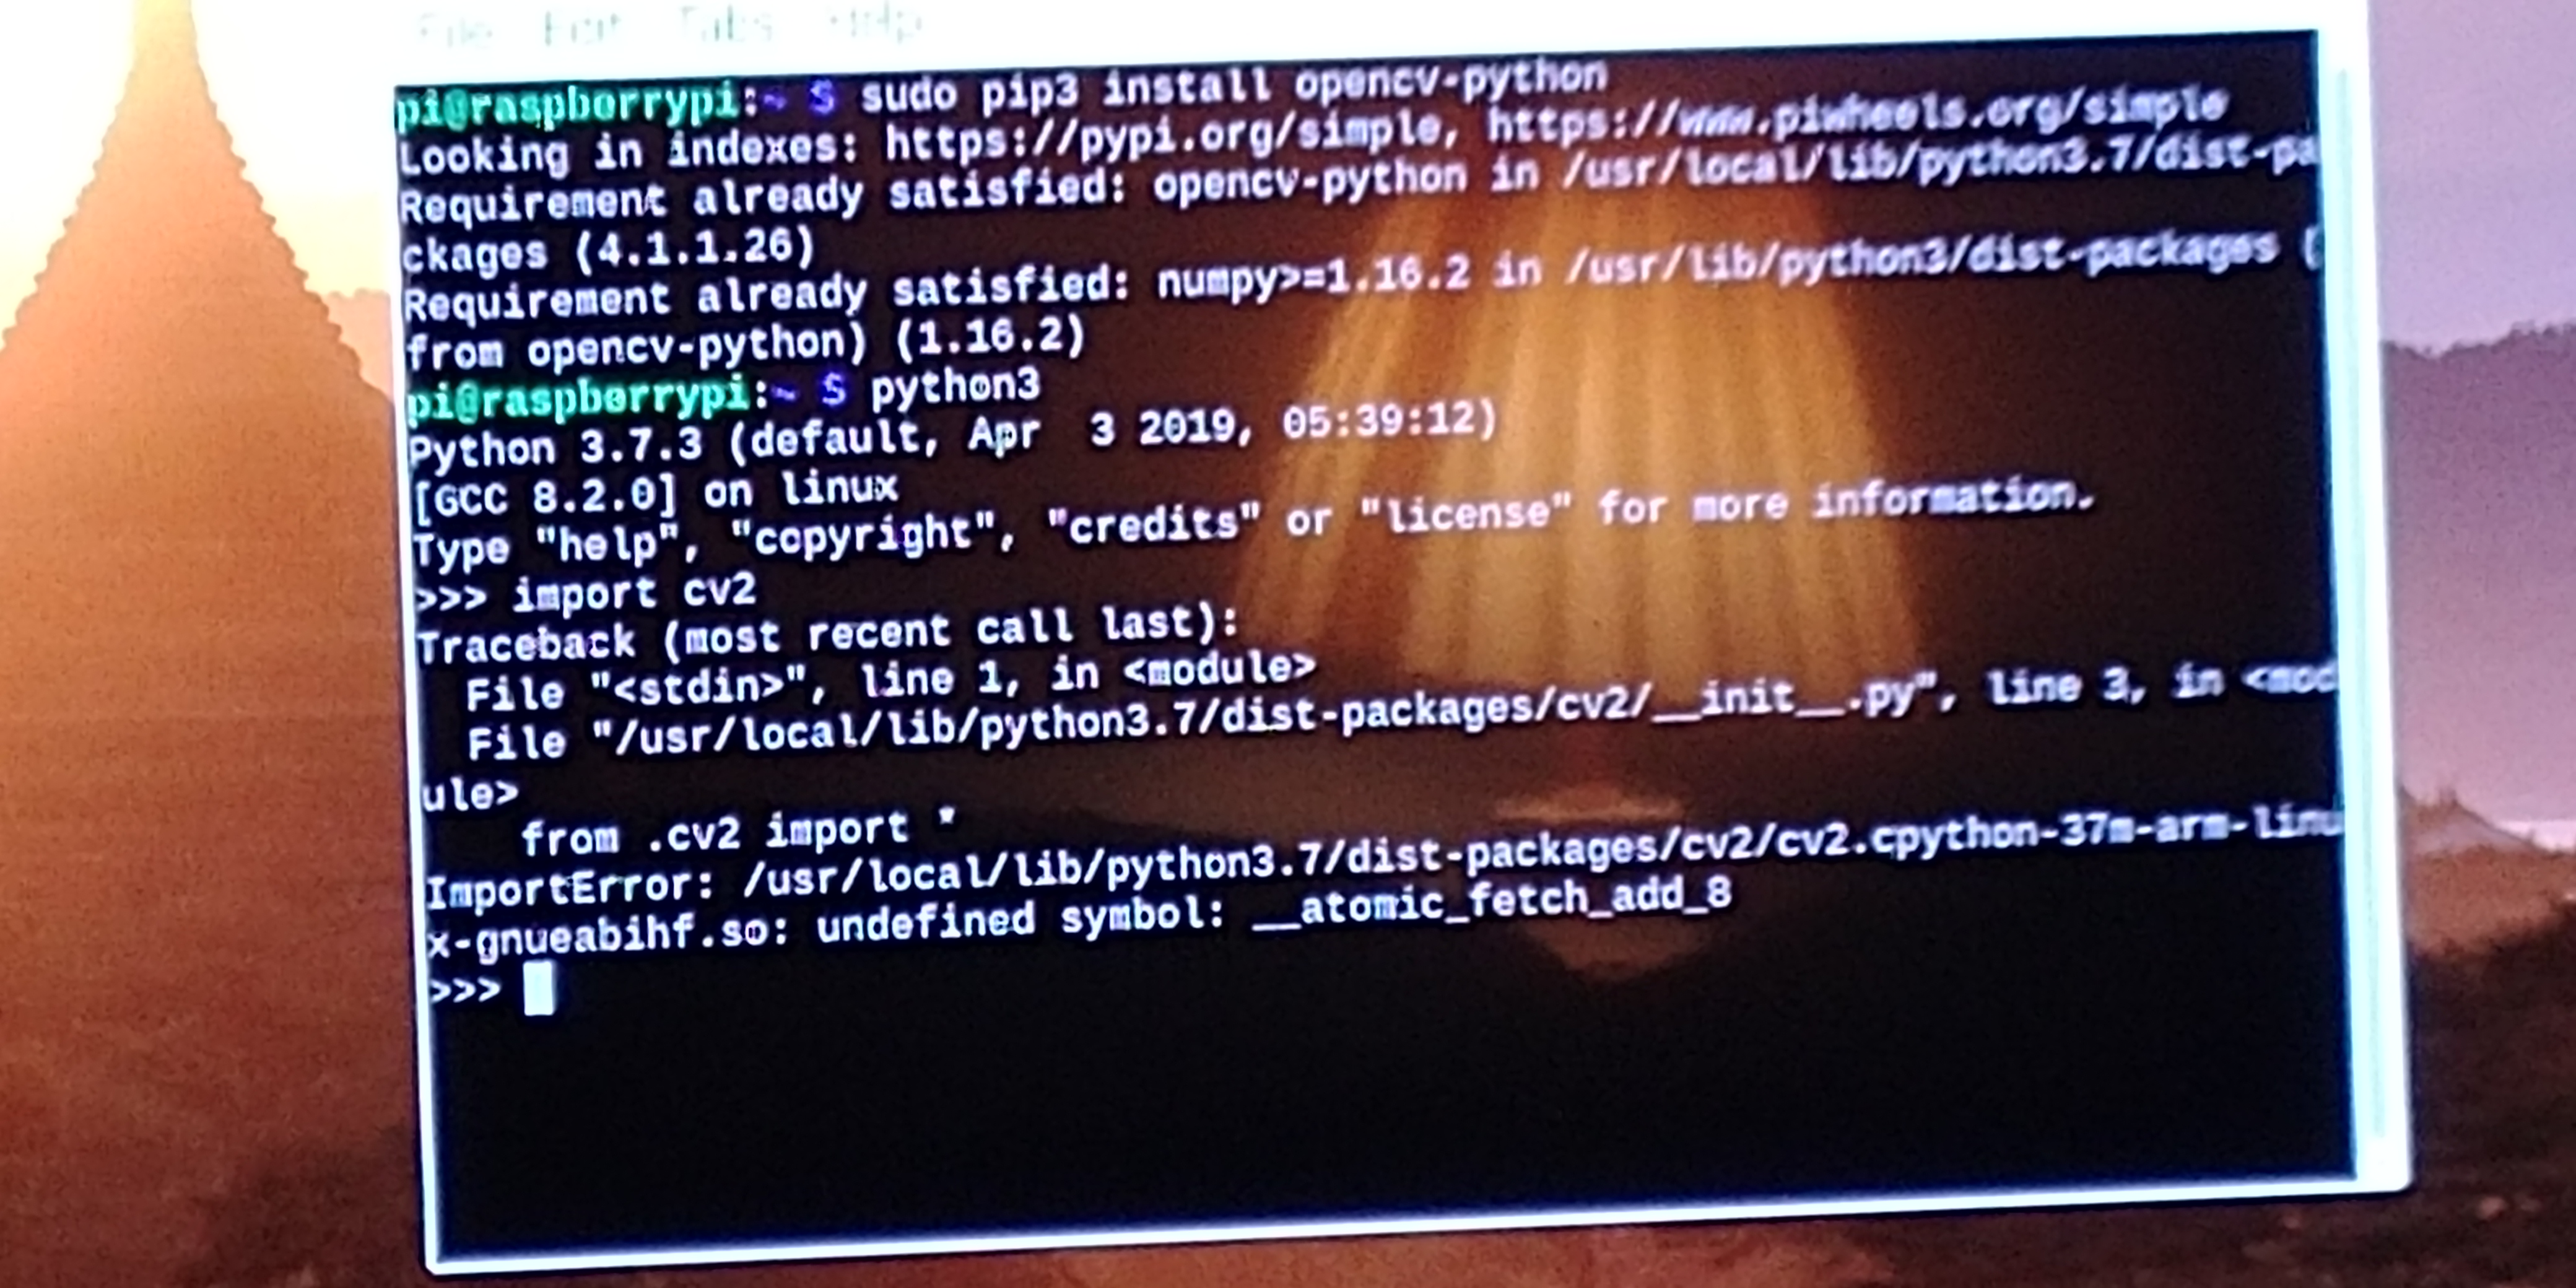 File Edit Tabs Help
pi@raspberrypi:~ $ sudo pip3 install opencv-python
Looking in indexes: https://pypi.org/simple, https://www.piwheels.org/simple
Requirement already satisfied: opencv-python in /usr/local/lib/python3.7/dist-pa
ckages (4.1.1.26)
Requirement already satisfied: numpy>=1.16.2 in /usr/lib/python3/dist-packages (
from opencv-python) (1.16.2)
pi@raspberrypi:~ $ python3
Python 3.7.3 (default, Apr  3 2019, 05:39:12)
[GCC 8.2.0] on linux
Type "help", "copyright", "credits" or "license" for more information.
>>> import cv2
Traceback (most recent call last):
  File "<stdin>", line 1, in <module>
  File "/usr/local/lib/python3.7/dist-packages/cv2/__init__.py", line 3, in <mod
ule>
    from .cv2 import *
ImportError: /usr/local/lib/python3.7/dist-packages/cv2/cv2.cpython-37m-arm-linu
x-gnueabihf.so: undefined symbol: __atomic_fetch_add_8
>>>